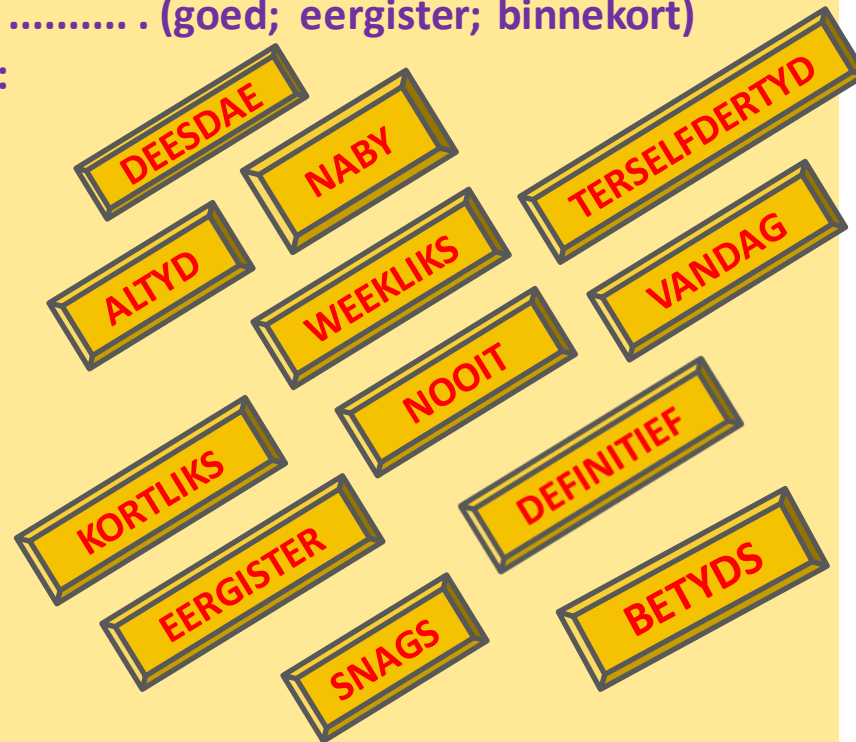 .......... . (goed; eergister; binnekort)
:
DEESDAE
NABY
TERSELFDERTYD
ALTYD
WEEKLIKS
VANDAG
NOOIT
KORTLIKS
DEFINITIEF
EERGISTER
BETYDS
SNAGS